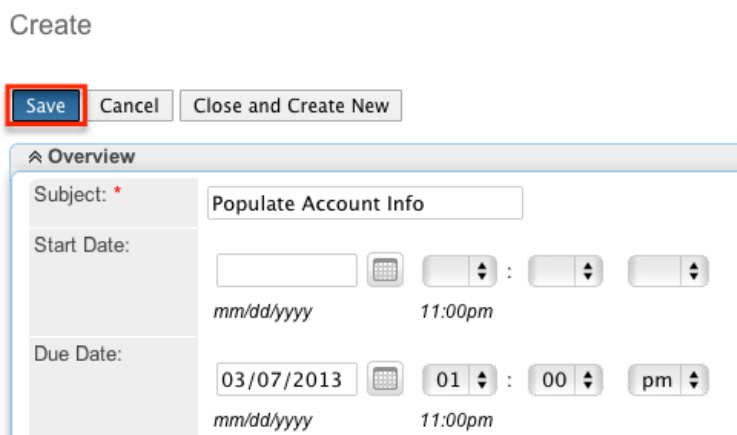 Create
Save Cancel Close and Create New
Overview
Subject: * Populate Account Info
Start Date:
:
mm/dd/yyyy 11:00pm
Due Date:
03/07/2013 01 : 00 pm
mm/dd/yyyy 11:00pm